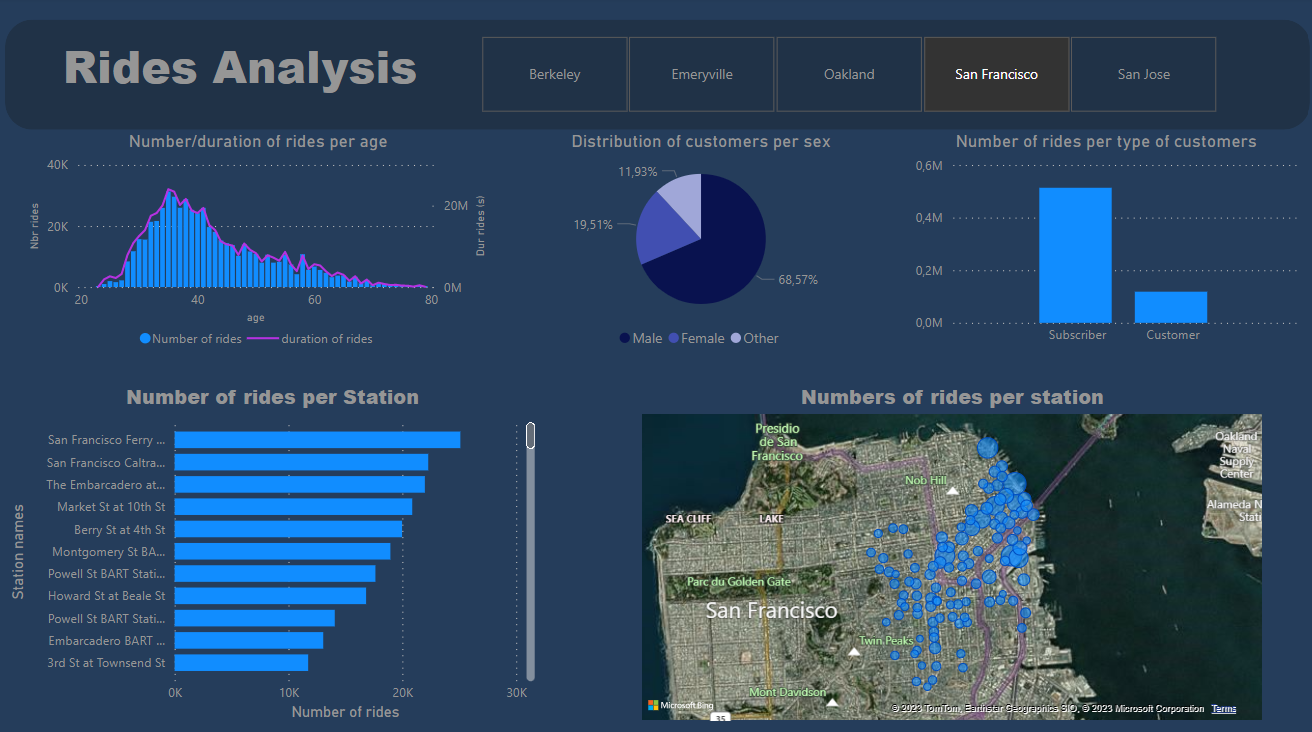 Rides Analysis
Berkeley
Emeryville
Oakland
San Francisco
San Jose
Number/duration of rides per age
40K
20K
0K
Nbr rides
20M
0M
Dur rides (s)
20 40 60 80
age
Number of rides duration of rides
Distribution of customers per sex
11,93%
19,51%
68,57%
Male Female Other
Number of rides per type of customers
0,6M
0,4M
0,2M
0,0M
Subscriber Customer
Number of rides per Station
Station names
San Francisco Ferry ...
San Francisco Caltra...
The Embarcadero at...
Market St at 10th St
Berry St at 4th St
Montgomery St BA...
Powell St BART Stati...
Howard St at Beale St
Powell St BART Stati...
Embarcadero BART ...
3rd St at Townsend St
0K 10K 20K 30K
Number of rides
Numbers of rides per station
Presidio
de San
Francisco
Nob Hill
Oakland
Naval
Supply
Center
Alameda N
Stati
SEA CLIFF
LAKE
Parc du Golden Gate
San Francisco
Twin Peaks
Mont Davidson
35
Microsoft Bing
© 2023 TomTom, Earthstar Geographics SIO, © 2023 Microsoft Corporation Terms